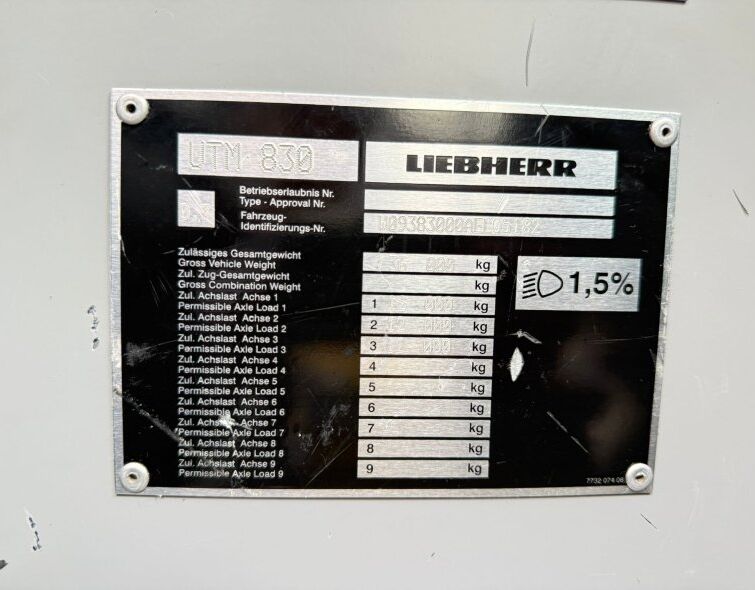 UTM 830
LIEBHERR
Betriebserlaubnis Nr.
Type - Approval Nr.
Fahrzeug-
Identifizierungs-Nr.
Zulässiges Gesamtgewicht
Gross Vehicle Weight kg
Zul. Zug-Gesamtgewicht
Gross Combination Weight kg
Zul. Achslast Achse 1
Permissible Axle Load 1 1 000 kg
Zul. Achslast Achse 2
Permissible Axle Load 2 2 000 kg
Zul. Achslast Achse 3
Permissible Axle Load 3 3 000 kg
Zul. Achslast Achse 4
Permissible Axle Load 4 4 kg
Zul. Achslast Achse 5
Permissible Axle Load 5 5 kg
Zul. Achslast Achse 6
Permissible Axle Load 6 6 kg
Zul. Achslast Achse 7
Permissible Axle Load 7 7 kg
Zul. Achslast Achse 8
Permissible Axle Load 8 8 kg
Zul. Achslast Achse 9
Permissible Axle Load 9 9 kg
1,5%
7732 074 08